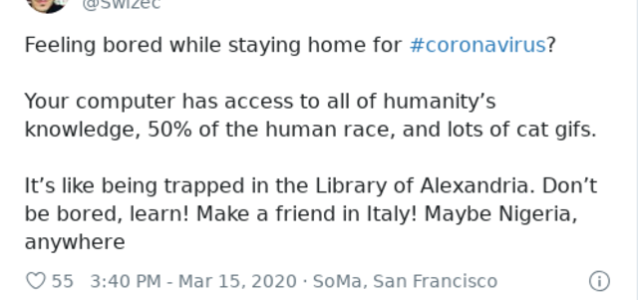 @Swizec
Feeling bored while staying home for #coronavirus?
Your computer has access to all of humanity’s
knowledge, 50% of the human race, and lots of cat gifs.
It’s like being trapped in the Library of Alexandria. Don’t
be bored, learn! Make a friend in Italy! Maybe Nigeria,
anywhere
55 3:40 PM - Mar 15, 2020 · SoMa, San Francisco